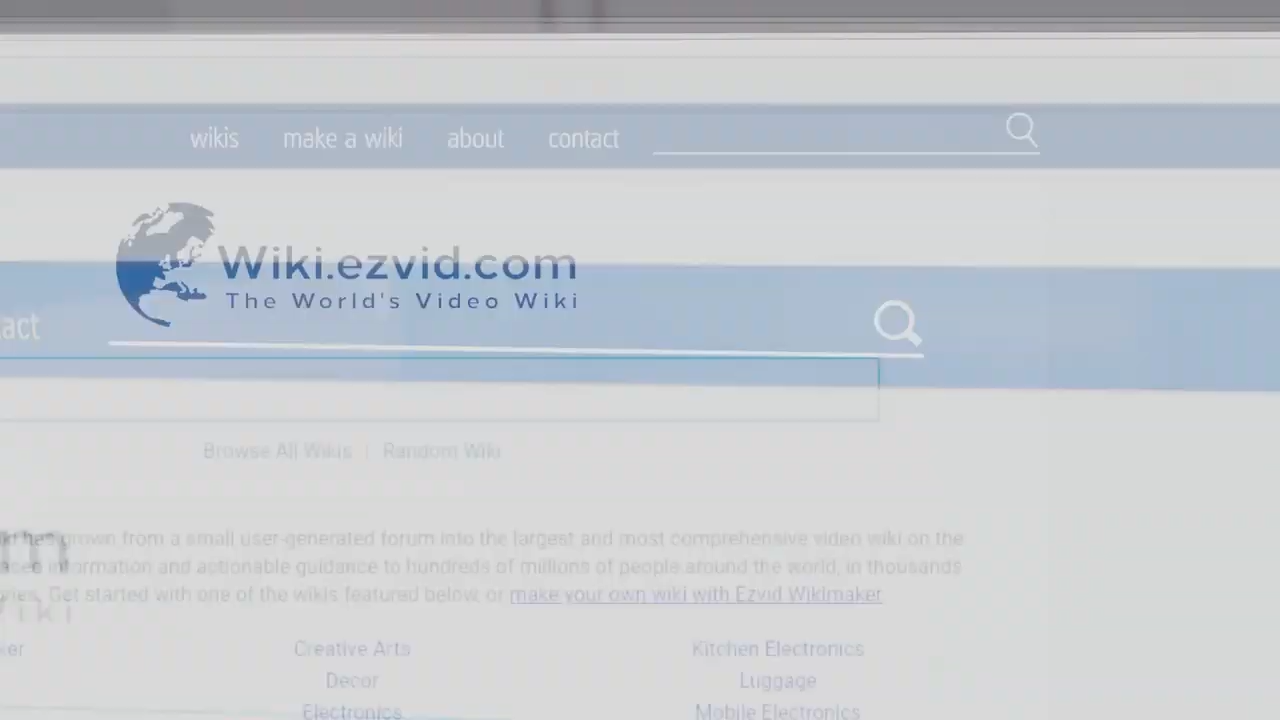 wikis make a wiki about contact
Wiki.ezvid.com
The World's Video Wiki
act
Browse All Wikis | Random Wiki
has grown from a small user-generated forum into the largest and most comprehensive video wiki on the
information and actionable guidance to hundreds of millions of people around the world, in thousands
Get started with one of the wikis featured below, or make your own wiki with Ezvid Wikimaker
m
iki
ker Creative Arts Kitchen Electronics
Decor Luggage
Electronics Mobile Electronics